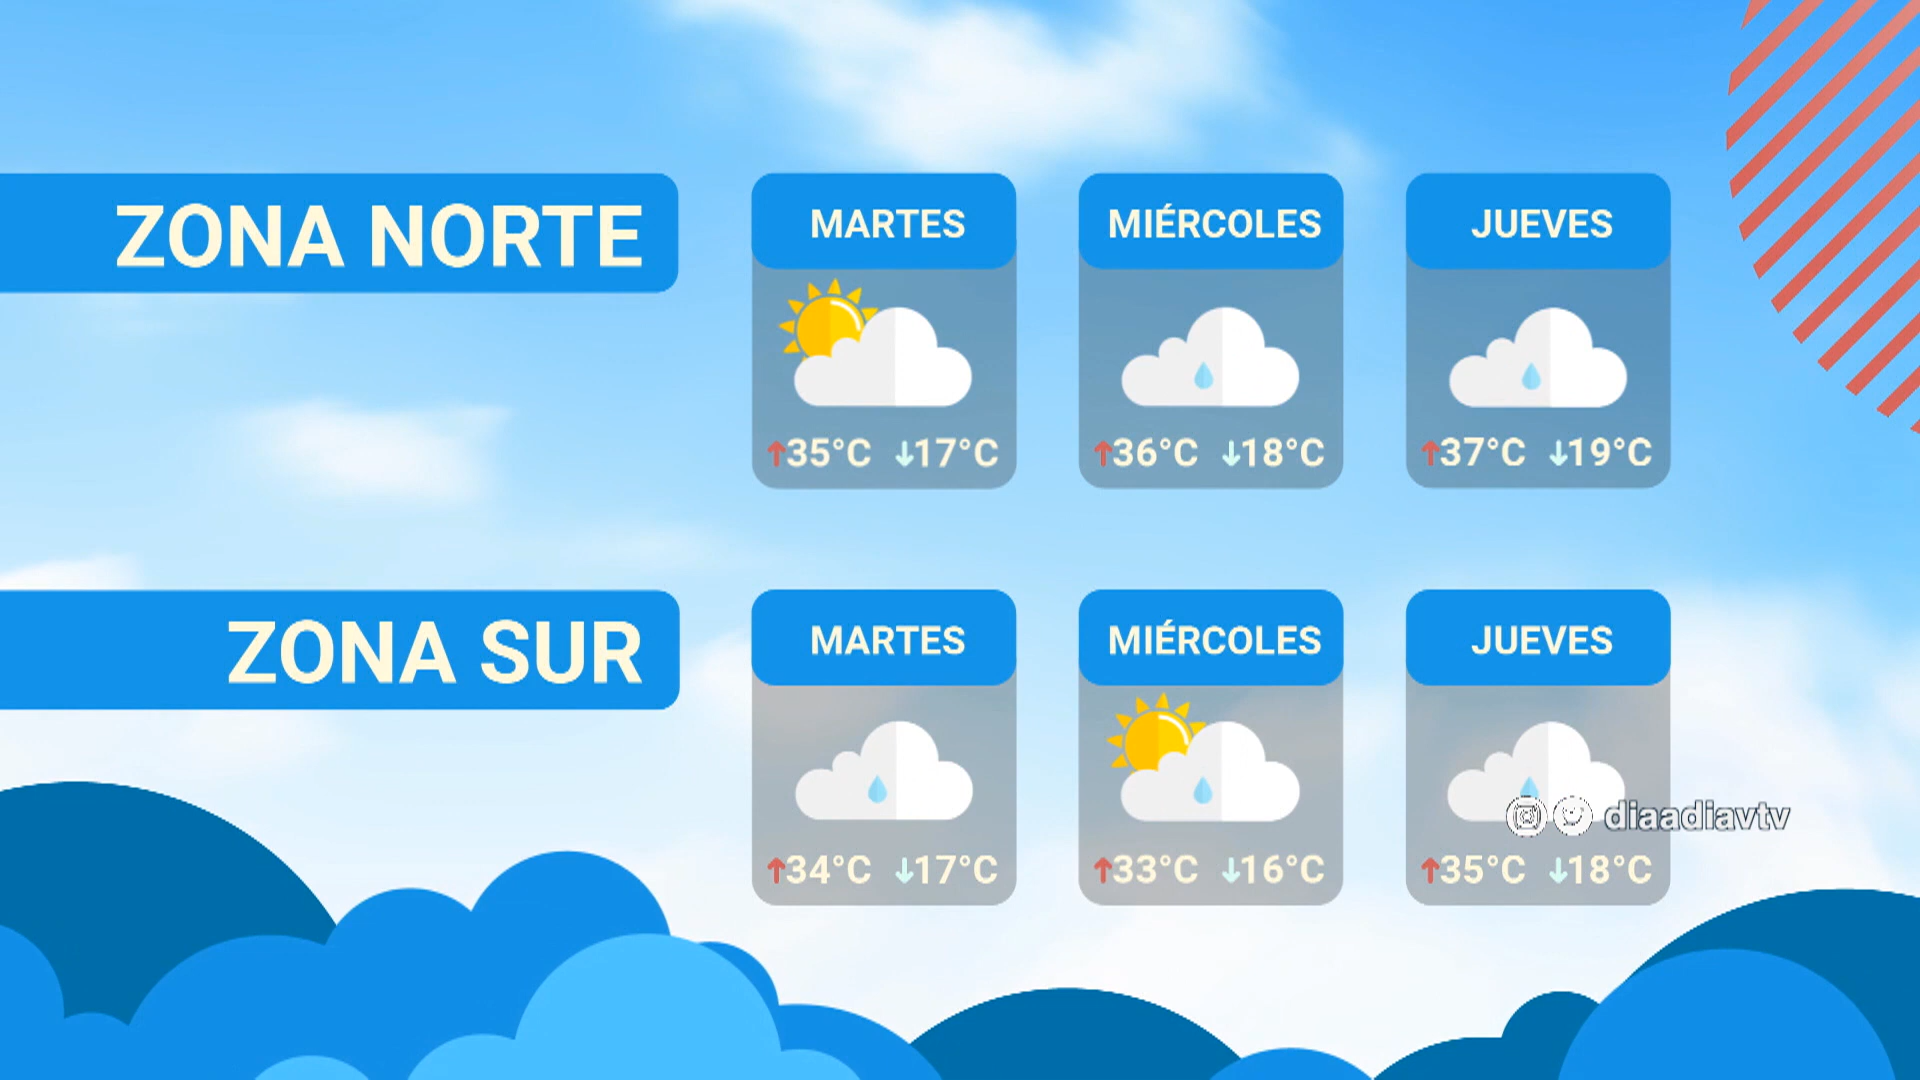 ZONA NORTE
MARTES
↑35°C ↓17°C
MIÉRCOLES
↑36°C ↓18°C
JUEVES
↑37°C ↓19°C
ZONA SUR
MARTES
↑34°C ↓17°C
MIÉRCOLES
↑33°C ↓16°C
JUEVES
↑35°C ↓18°C
diaadiavtv